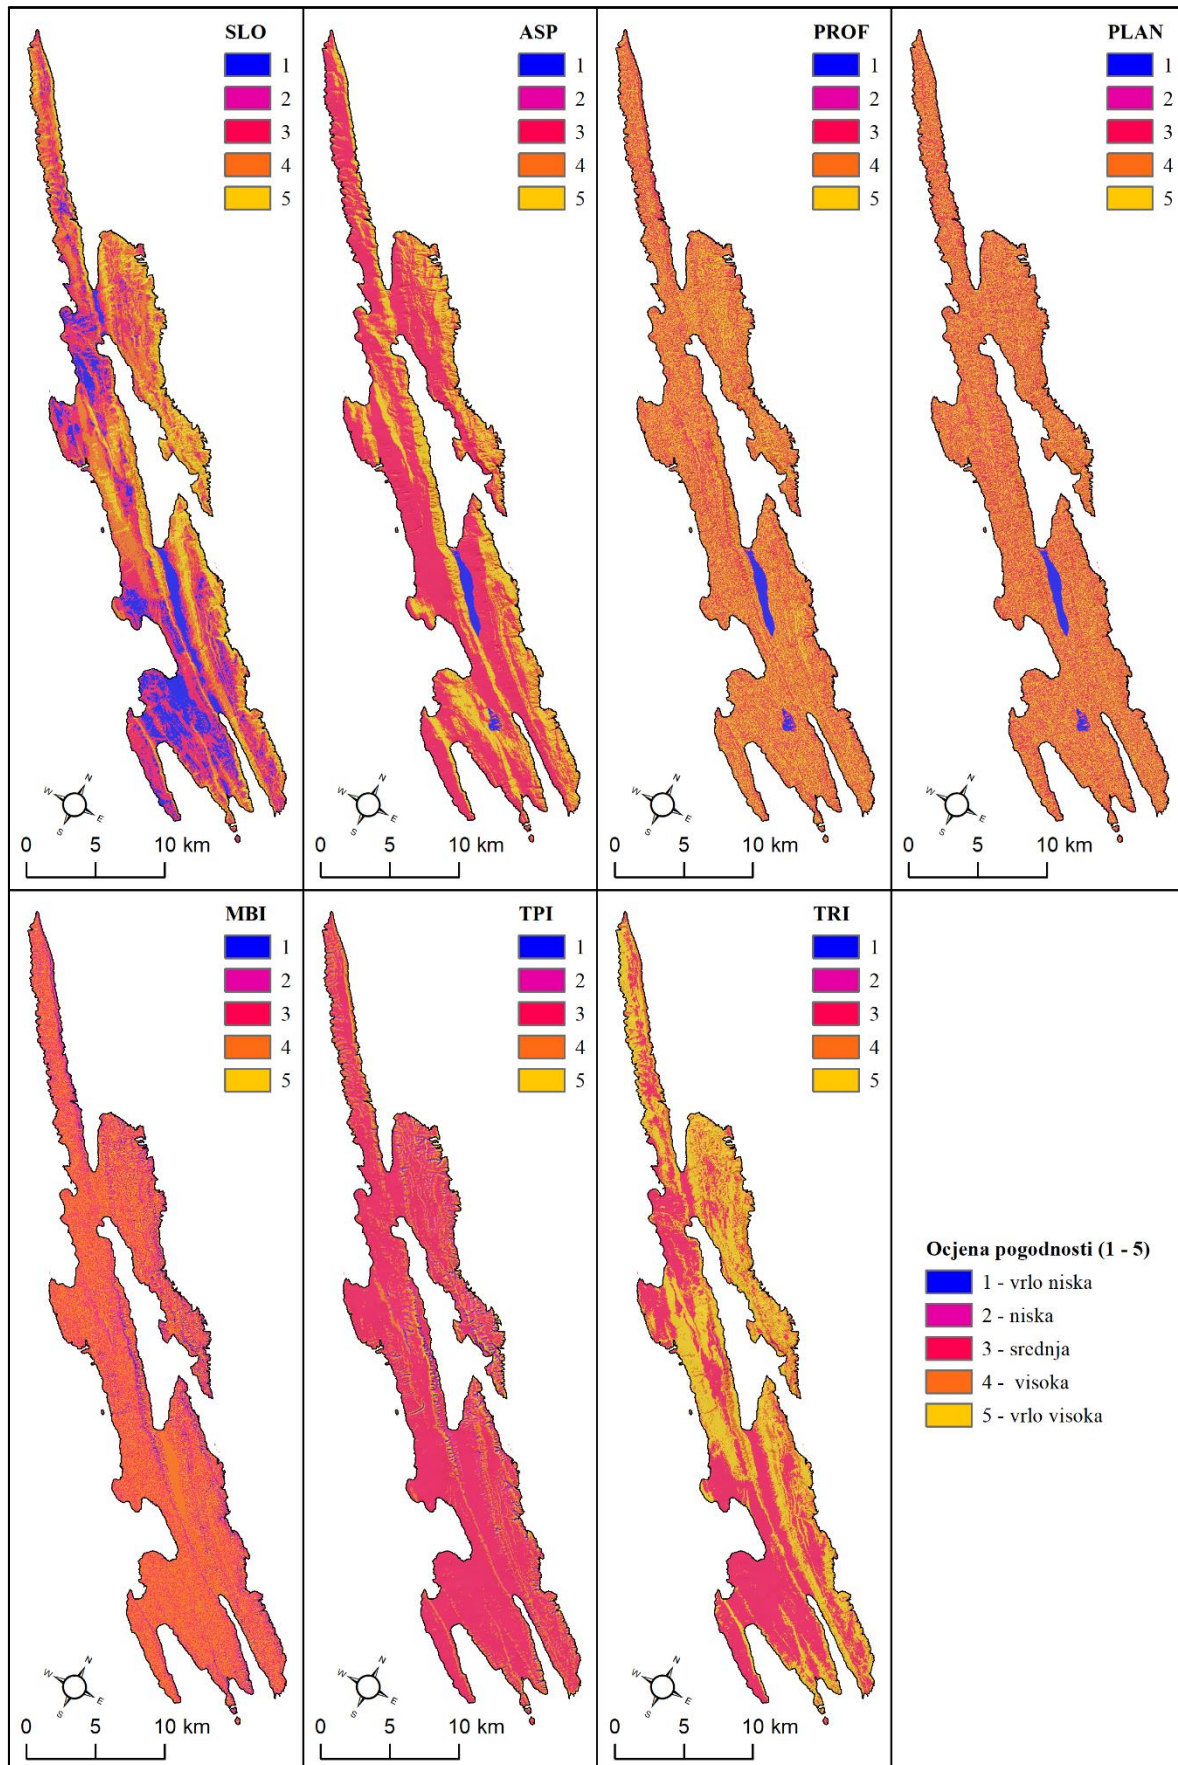 SLO
1
2
3
4
5
N
W
E
S
0 5 10 km
ASP
1
2
3
4
5
N
W
E
S
0 5 10 km
PROF
1
2
3
4
5
N
W
E
S
0 5 10 km
PLAN
1
2
3
4
5
N
W
E
S
0 5 10 km
MBI
1
2
3
4
5
N
W
E
S
0 5 10 km
TPI
1
2
3
4
5
N
W
E
S
0 5 10 km
TRI
1
2
3
4
5
N
W
E
S
0 5 10 km
Ocjena pogodnosti (1 - 5)
1 - vrlo niska
2 - niska
3 - srednja
4 - visoka
5 - vrlo visoka